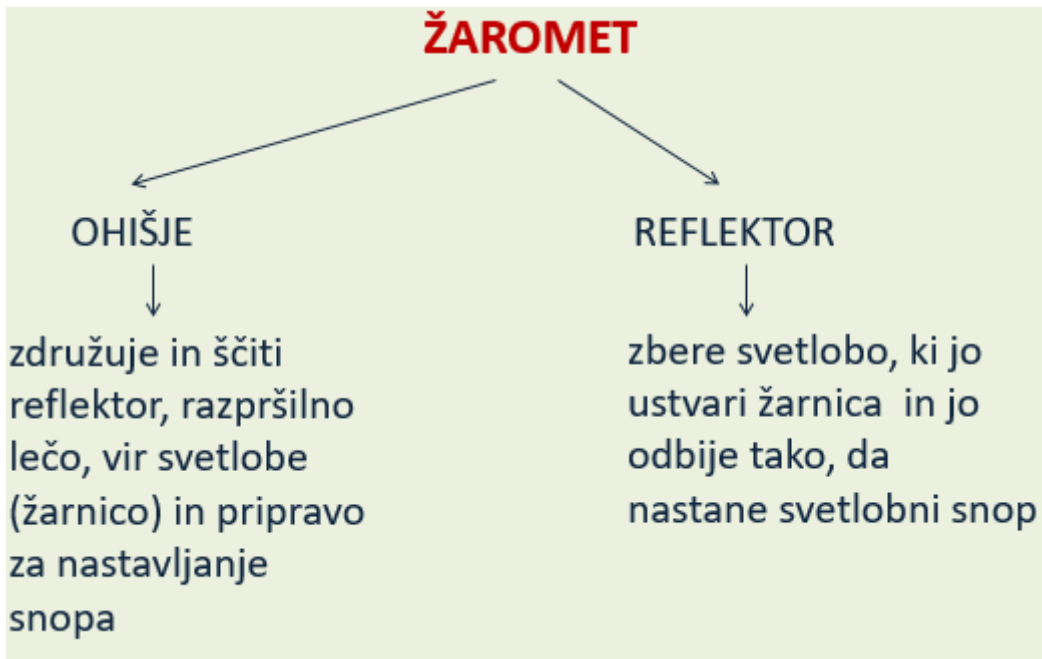 ŽAROMET
OHIŠJE
združuje in ščiti
reflektor, razpršilno
lečo, vir svetlobe
(žarnico) in pripravo
za nastavljanje
snopa
REFLEKTOR
zbere svetlobo, ki jo
ustvari žarnica in jo
odbije tako, da
nastane svetlobni snop